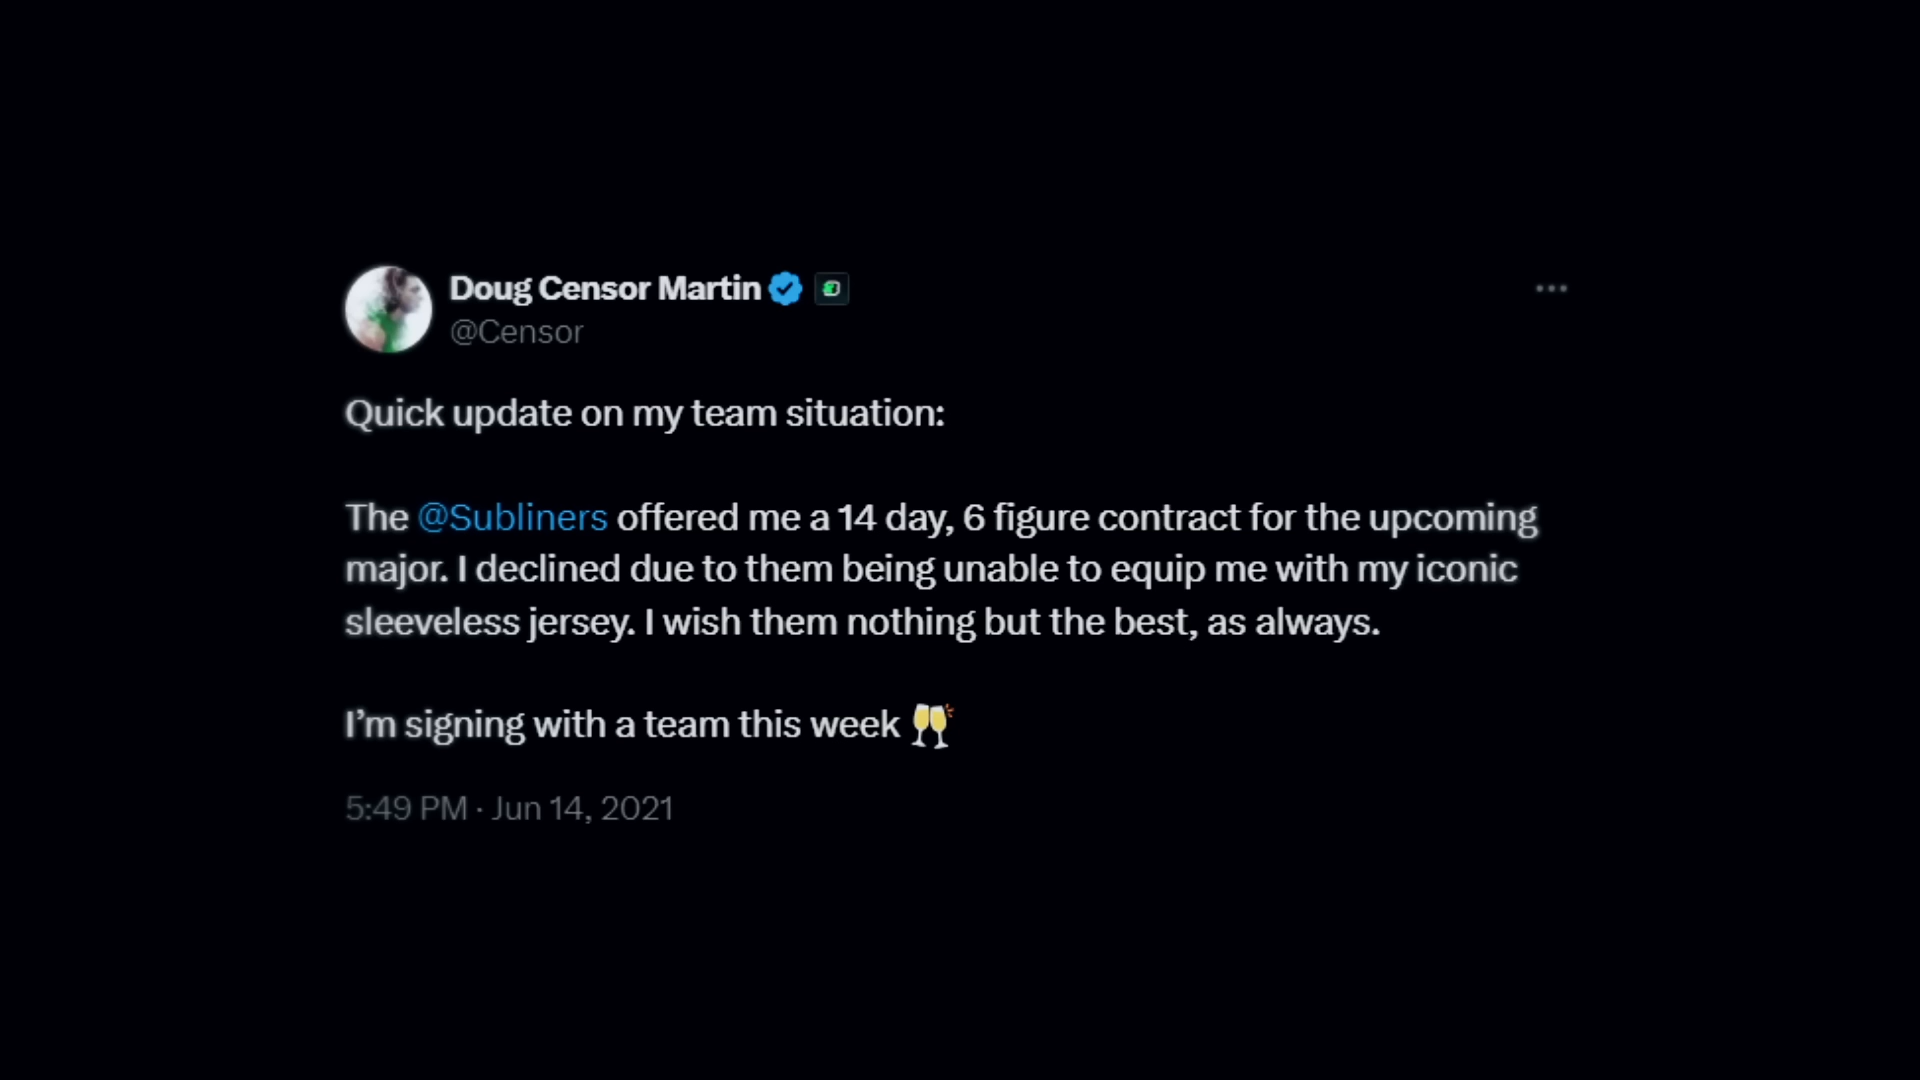 Doug Censor Martin
@Censor
Quick update on my team situation:
The @Subliners offered me a 14 day, 6 figure contract for the upcoming
major. I declined due to them being unable to equip me with my iconic
sleeveless jersey. I wish them nothing but the best, as always.
I’m signing with a team this week 🥂
5:49 PM · Jun 14, 2021